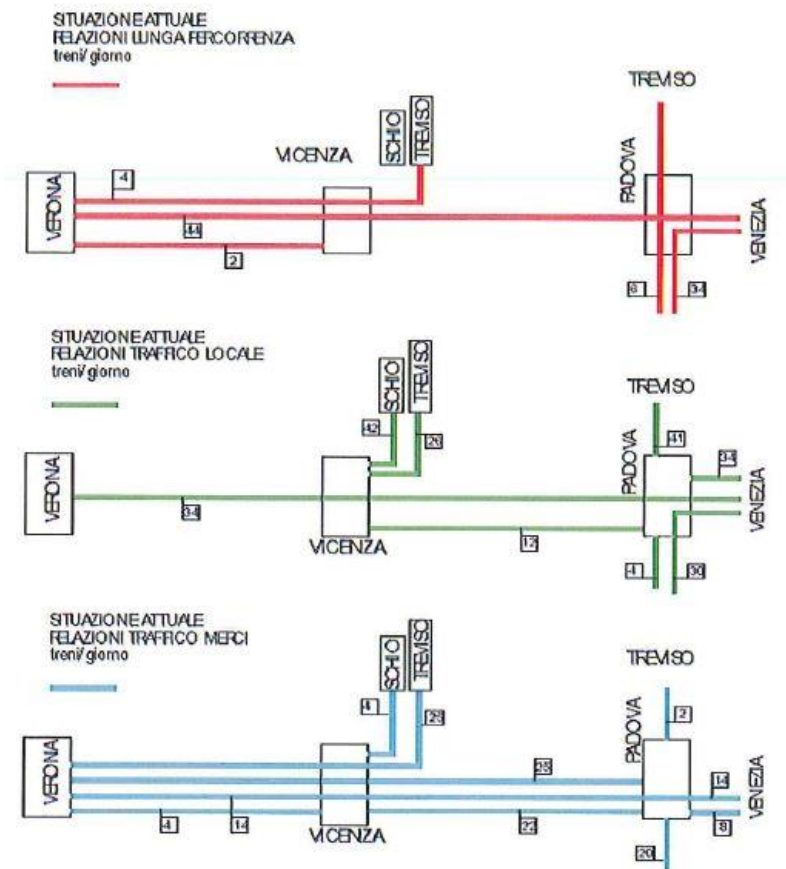 SITUAZIONE ATTUALE
RELAZIONI LUNGA PERCORRENZA
treni/ giorno
TREVISO
SCHIO
TREVISO
VICENZA
4
PADOVA
VERONA
44
2
VENEZIA
6
34
SITUAZIONE ATTUALE
RELAZIONI TRAFFICO LOCALE
treni/ giorno
SCHIO
TREVISO
TREVISO
42
26
41
PADOVA
34
VERONA
34
VENEZIA
12
VICENZA
4
30
SITUAZIONE ATTUALE
RELAZIONI TRAFFICO MERCI
treni/ giorno
SCHIO
TREVISO
TREVISO
4
2
PADOVA
VERONA
14
VENEZIA
4
14
22
8
VICENZA
20